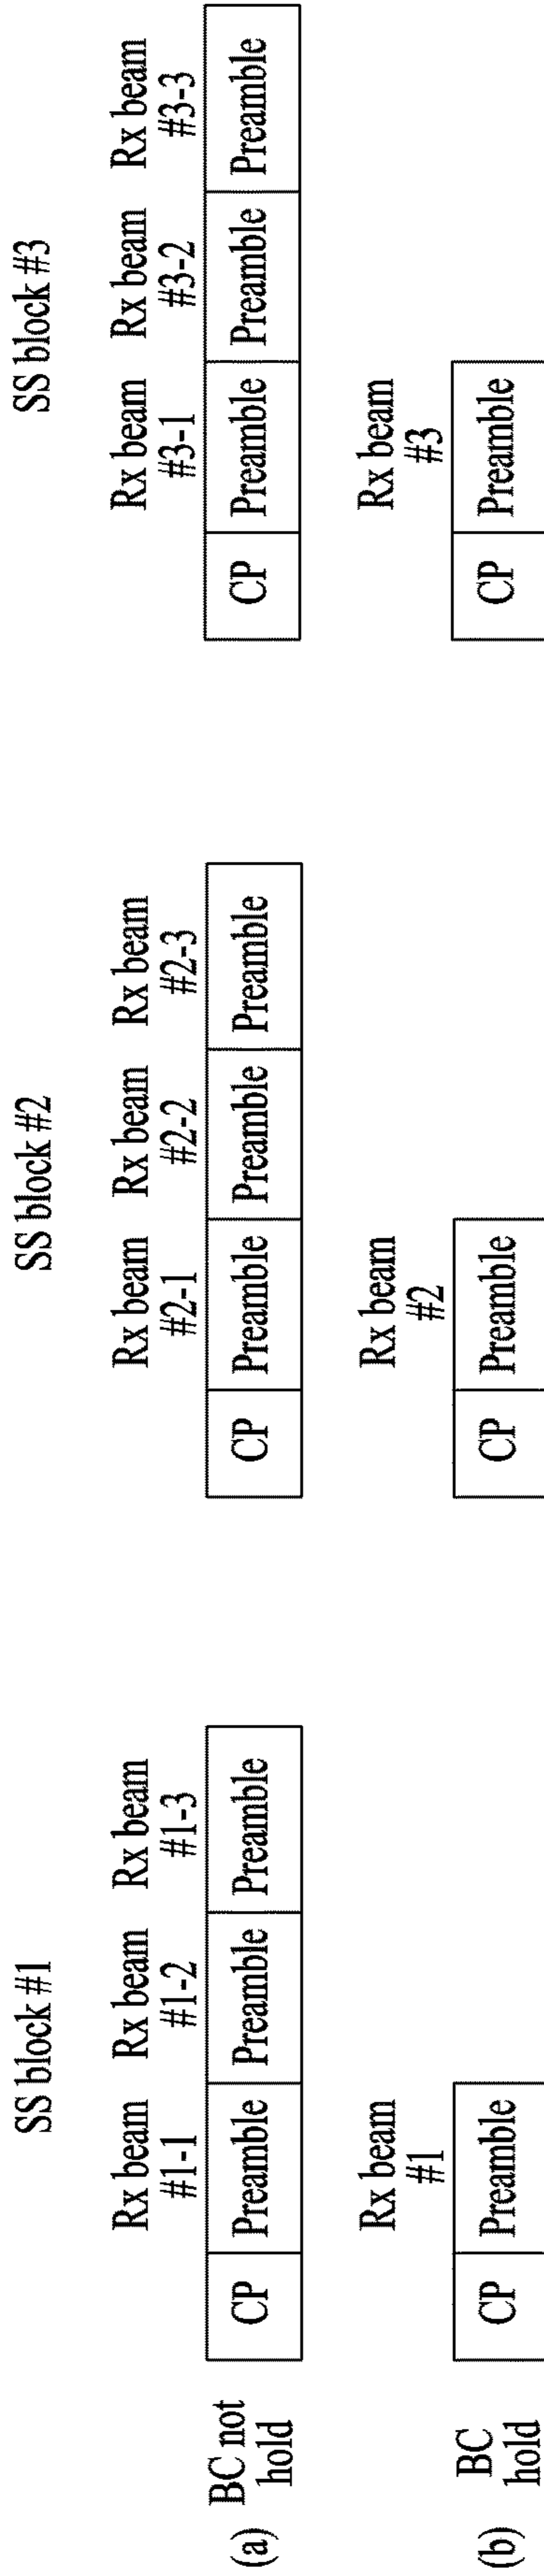 SS block #1
SS block #2
SS block #3
Rx beam
#1-1
Rx beam
#1-2
Rx beam
#1-3
Rx beam
#2-1
Rx beam
#2-2
Rx beam
#2-3
Rx beam
#3-1
Rx beam
#3-2
Rx beam
#3-3
(a) BC not
hold
CP Preamble Preamble Preamble
CP Preamble Preamble Preamble
CP Preamble Preamble Preamble
Rx beam
#1
Rx beam
#2
Rx beam
#3
(b) BC
hold
CP Preamble
CP Preamble
CP Preamble